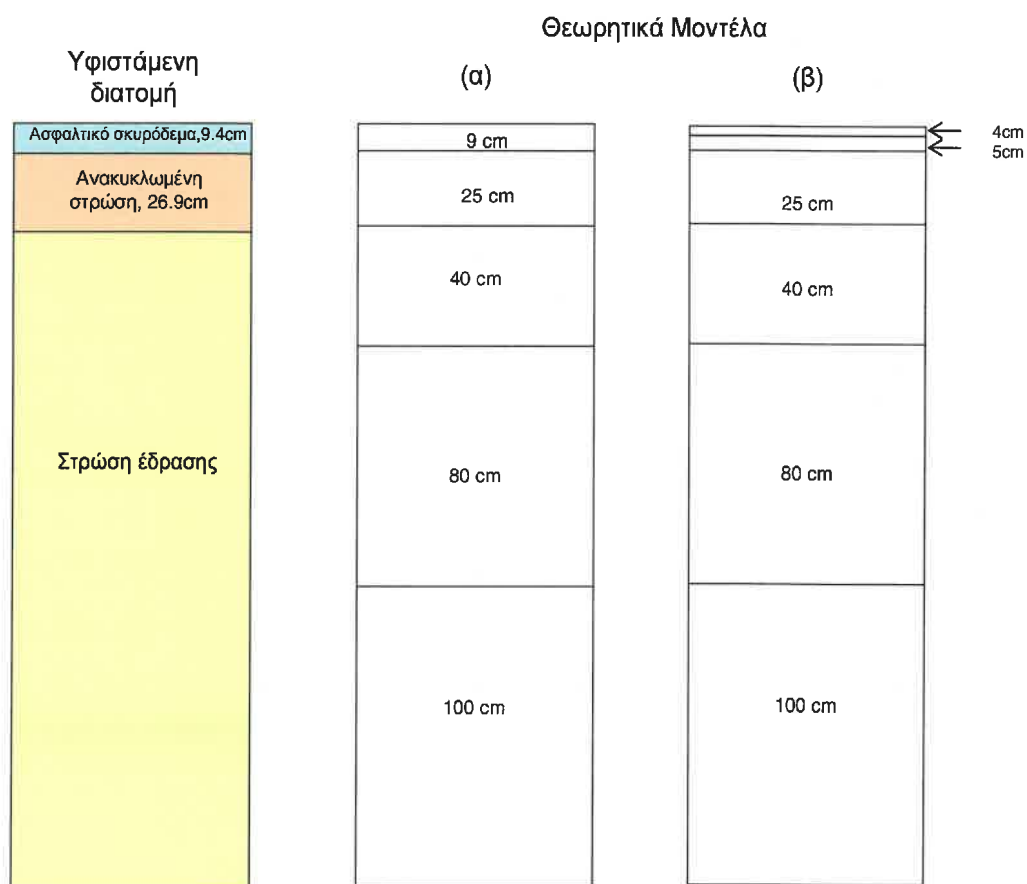 Θεωρητικά Μοντέλα
Υφιστάμενη
διατομή
(α)
(β)
Ασφαλτικό σκυρόδεμα,9.4cm
Ανακυκλωμένη
στρώση, 26.9cm
Στρώση έδρασης
9 cm
25 cm
40 cm
80 cm
100 cm
4cm
5cm
25 cm
40 cm
80 cm
100 cm